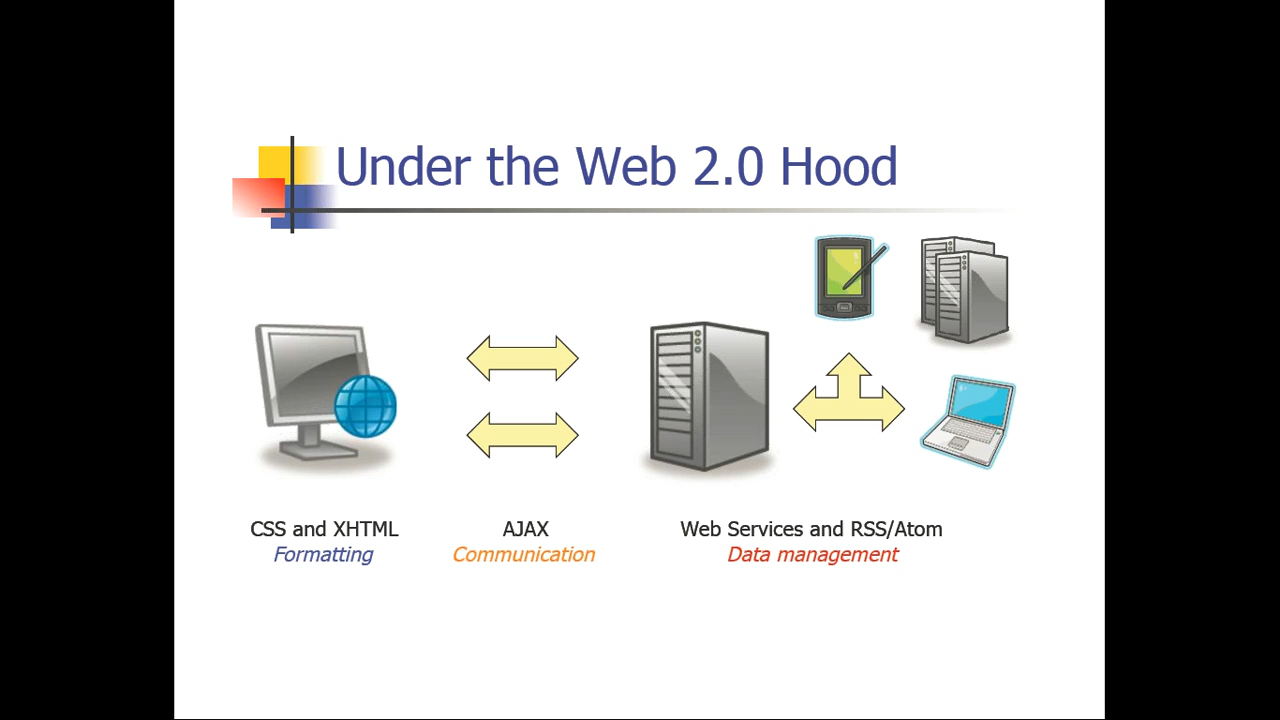 Under the Web 2.0 Hood
CSS and XHTML
Formatting
AJAX
Communication
Web Services and RSS/Atom
Data management